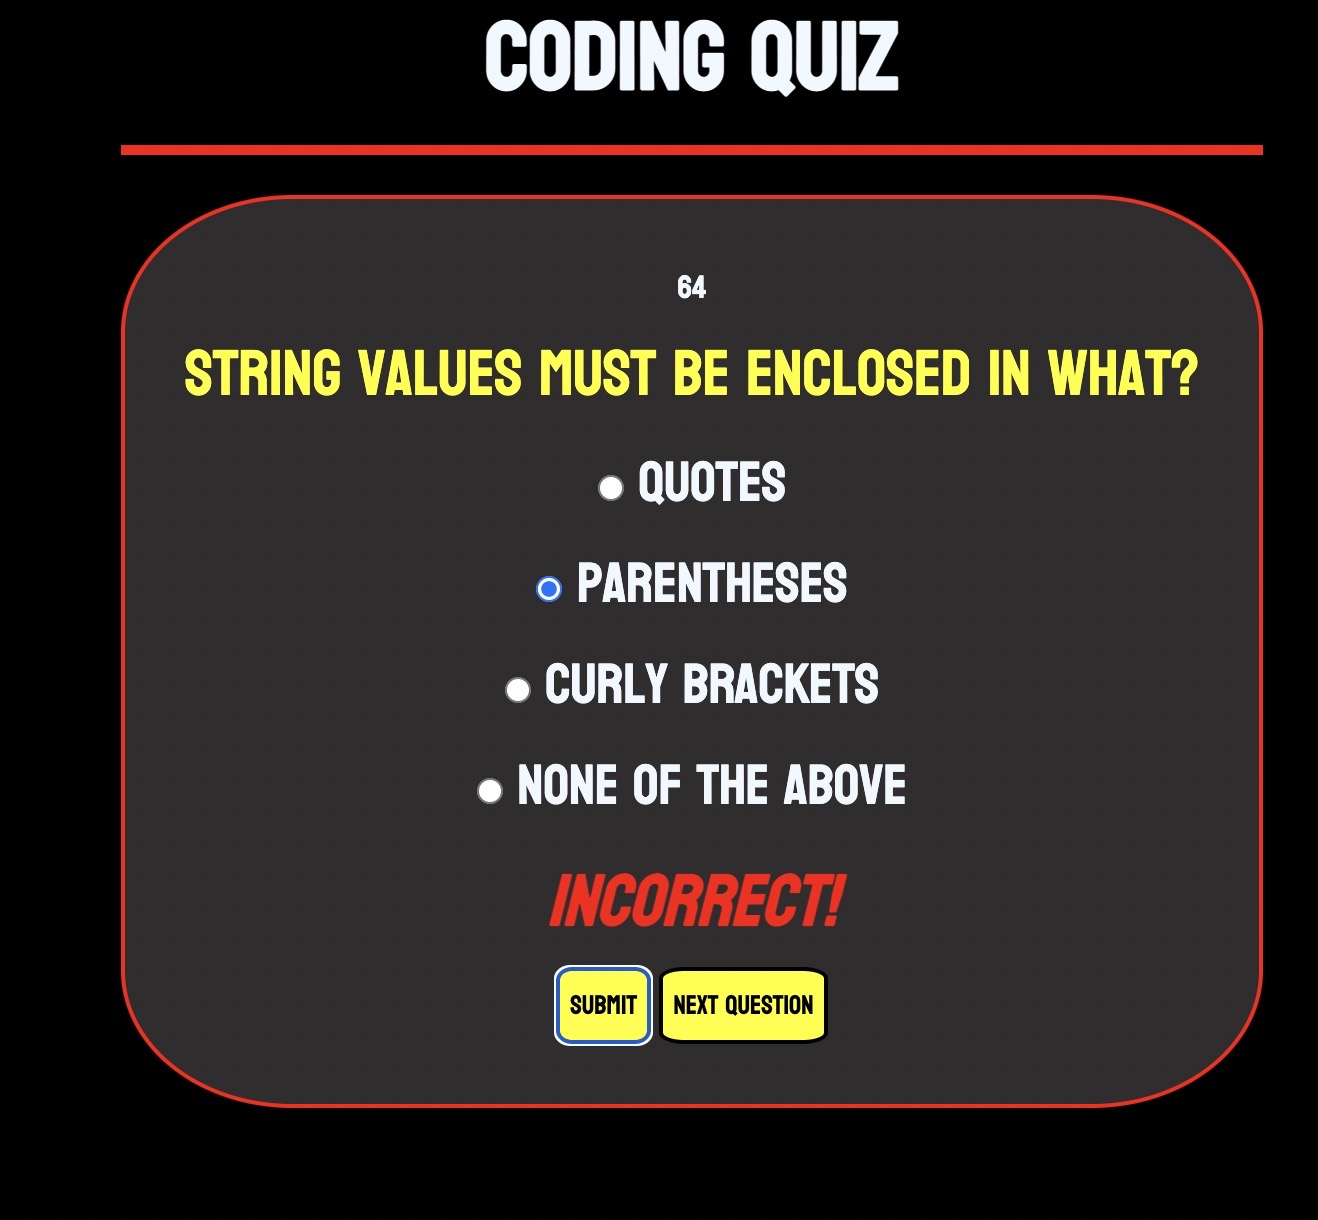 CODING QUIZ
64
STRING VALUES MUST BE ENCLOSED IN WHAT?
QUOTES
PARENTHESES
CURLY BRACKETS
NONE OF THE ABOVE
INCORRECT!
SUBMIT NEXT QUESTION